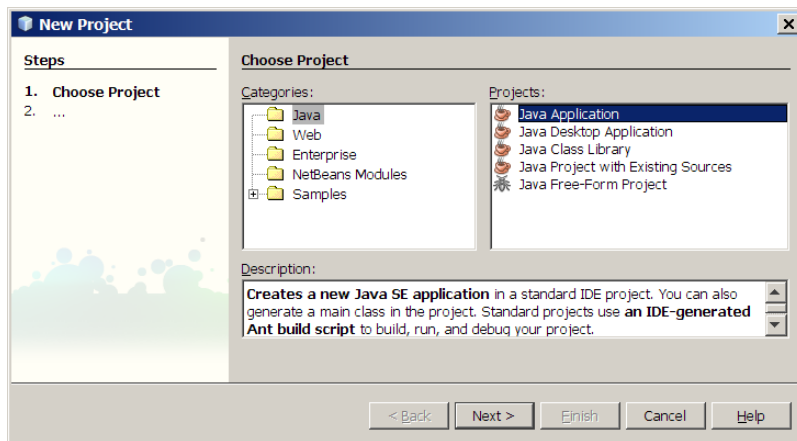 New Project
Steps
1. Choose Project
2. ...
Choose Project
Categories:
Java
Web
Enterprise
NetBeans Modules
Samples
Projects:
Java Application
Java Desktop Application
Java Class Library
Java Project with Existing Sources
Java Free-Form Project
Description:
Creates a new Java SE application in a standard IDE project. You can also
generate a main class in the project. Standard projects use an IDE-generated
Ant build script to build, run, and debug your project.
< Back
Next >
Finish
Cancel
Help